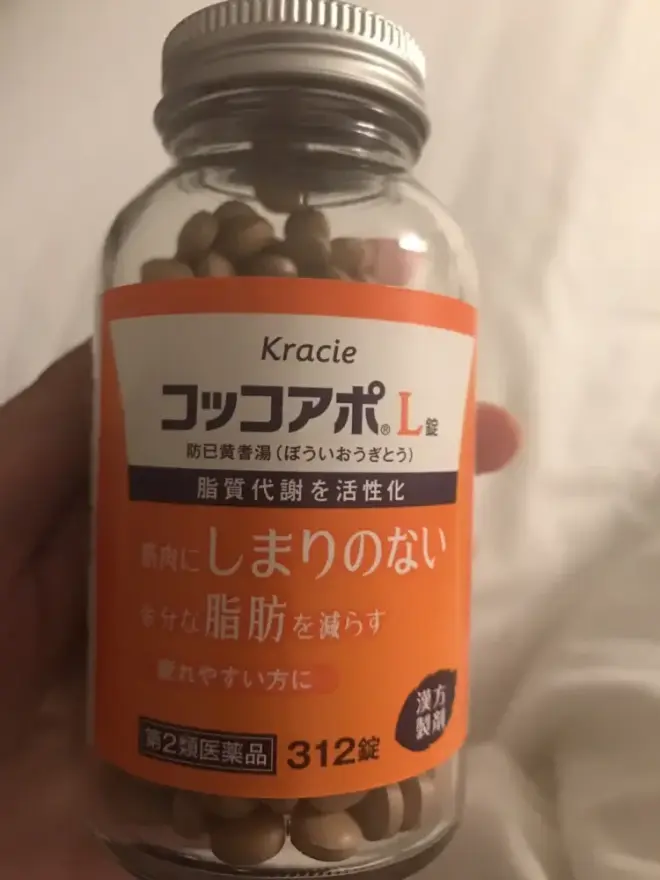 Kracie
コッコアポ®L錠
防已黄耆湯(ぼういおうぎとう)
脂質代謝を活性化
筋肉にしまりのない
余分な脂肪を減らす
疲れやすい方に
漢方
製剤
第2類医薬品 312錠